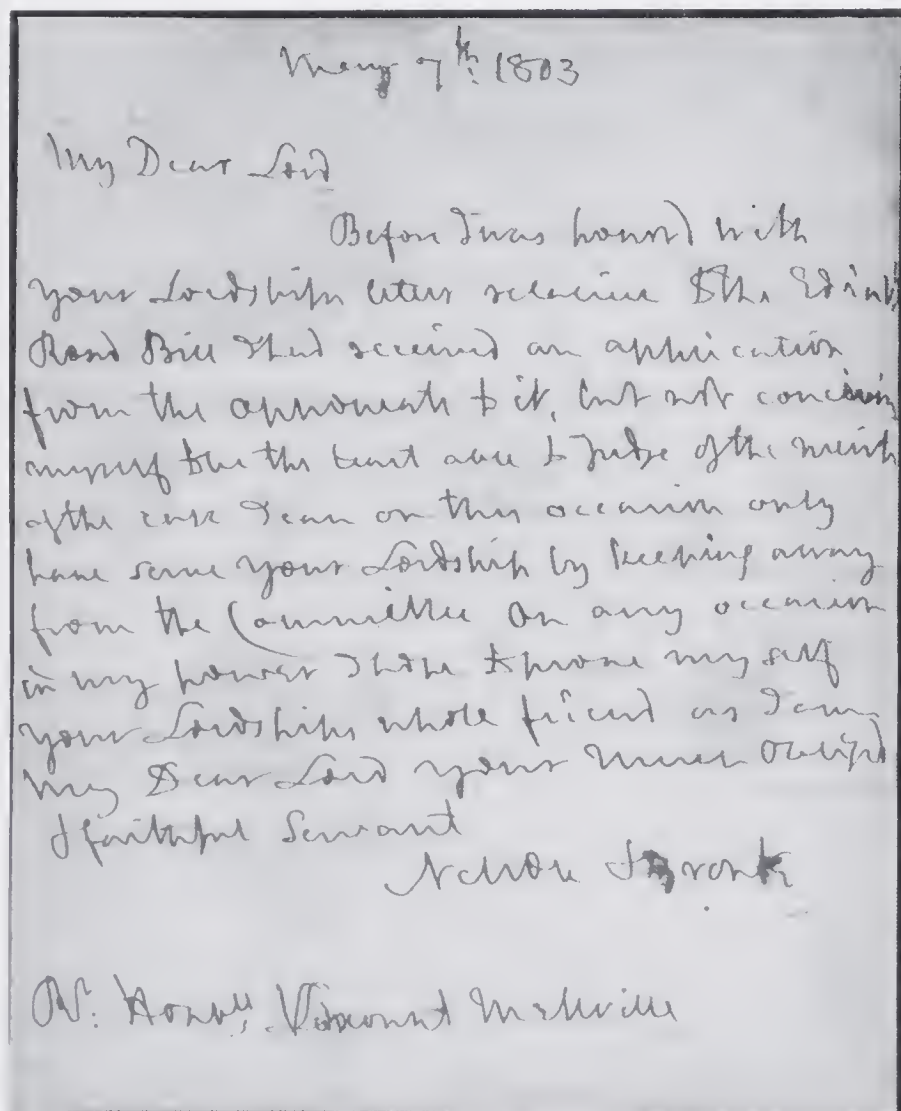 May 7th: 1803
My Dear Lord
Before I was honord with
your Lordships letter relative to the Edinb
Road Bill I had received an application
from the opponents to it, but not conceiving
myself the least able to Judge of the merits
of the case I can on this occasion only
have serve your Lordship by keeping away
from the Committee On any occasion
in my power I hope to prove myself
your Lordships whole friend as I am
My Dear Lord your Much Obliged
& faithful Servant
Nelson & Bronte
Rt: Honble: Viscount Melville